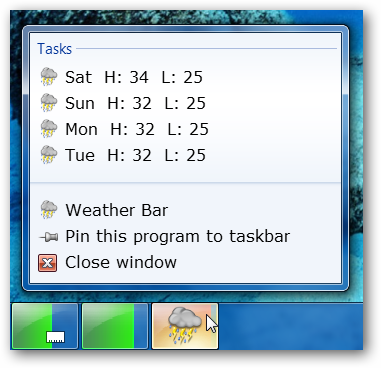 Tasks
Sat H: 34 L: 25
Sun H: 32 L: 25
Mon H: 32 L: 25
Tue H: 32 L: 25
Weather Bar
Pin this program to taskbar
Close window